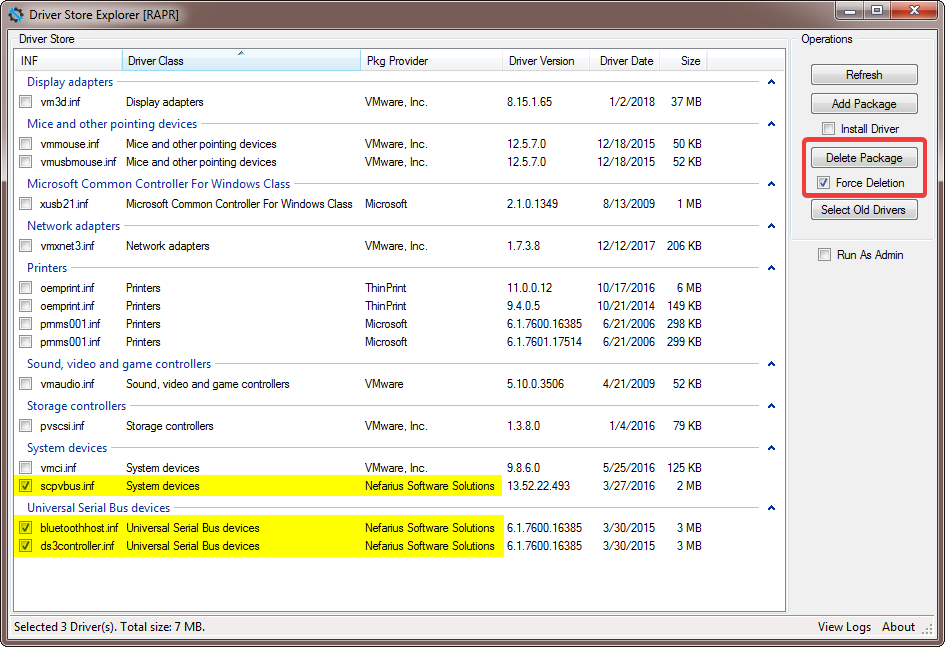 Driver Store Explorer [RAPR]
Driver Store
INF Driver Class Pkg Provider Driver Version Driver Date Size
Display adapters
vm3d.inf Display adapters VMware, Inc. 8.15.1.65 1/2/2018 37 MB
Mice and other pointing devices
vmmouse.inf Mice and other pointing devices VMware, Inc. 12.5.7.0 12/18/2015 50 KB
vmusbmouse.inf Mice and other pointing devices VMware, Inc. 12.5.7.0 12/18/2015 52 KB
Microsoft Common Controller For Windows Class
xusb21.inf Microsoft Common Controller For Windows Class Microsoft 2.1.0.1349 8/13/2009 1 MB
Network adapters
vmxnet3.inf Network adapters VMware, Inc. 1.7.3.8 12/12/2017 206 KB
Printers
oemprint.inf Printers ThinPrint 11.0.0.12 10/17/2016 6 MB
oemprint.inf Printers ThinPrint 9.4.0.5 10/21/2014 149 KB
prnms001.inf Printers Microsoft 6.1.7600.16385 6/21/2006 298 KB
prnms001.inf Printers Microsoft 6.1.7601.17514 6/21/2006 299 KB
Sound, video and game controllers
vmaudio.inf Sound, video and game controllers VMware 5.10.0.3506 4/21/2009 52 KB
Storage controllers
pvscsi.inf Storage controllers VMware, Inc. 1.3.8.0 1/4/2016 79 KB
System devices
vmci.inf System devices VMware, Inc. 9.8.6.0 5/25/2016 125 KB
scpvbus.inf System devices Nefarius Software Solutions 13.52.22.493 3/27/2016 2 MB
Universal Serial Bus devices
bluetoothhost.inf Universal Serial Bus devices Nefarius Software Solutions 6.1.7600.16385 3/30/2015 3 MB
ds3controller.inf Universal Serial Bus devices Nefarius Software Solutions 6.1.7600.16385 3/30/2015 3 MB
Operations
Refresh
Add Package
Install Driver
Delete Package
Force Deletion
Select Old Drivers
Run As Admin
Selected 3 Driver(s). Total size: 7 MB.
View Logs About